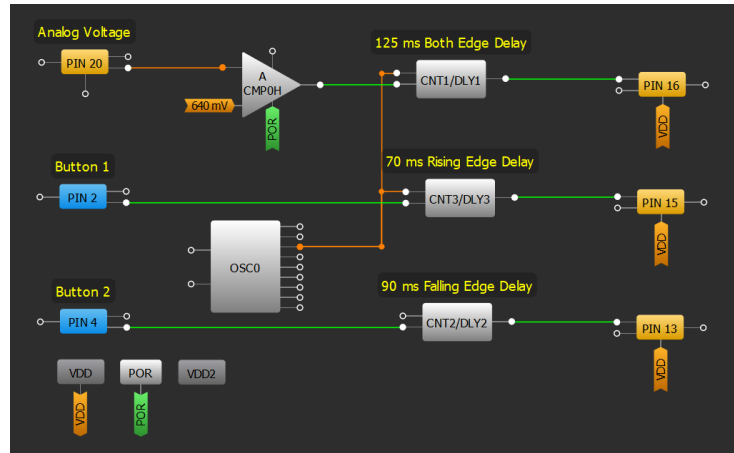 Analog Voltage
125 ms Both Edge Delay
PIN 20
A
CMP0H
CNT1/DLY1
PIN 16
640 mV
POR
VDD
Button 1
70 ms Rising Edge Delay
PIN 2
CNT3/DLY3
PIN 15
VDD
OSC0
Button 2
90 ms Falling Edge Delay
PIN 4
CNT2/DLY2
PIN 13
VDD
VDD
POR
VDD2
VDD
POR